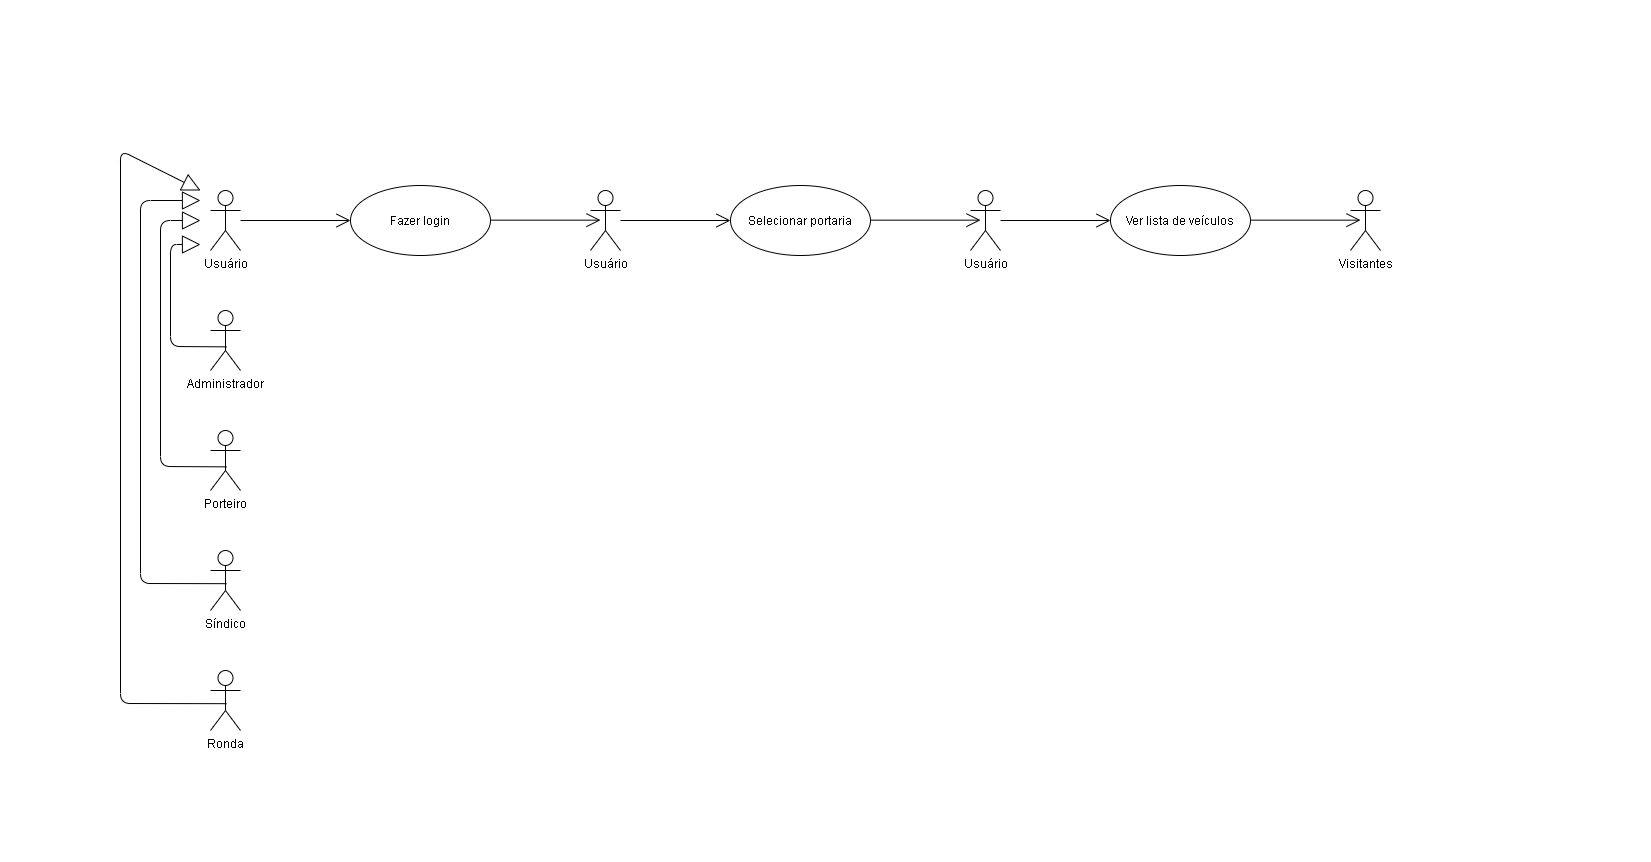 Fazer login
Selecionar portaria
Ver lista de veículos
Usuário
Usuário
Usuário
Visitantes
Administrador
Porteiro
Síndico
Ronda